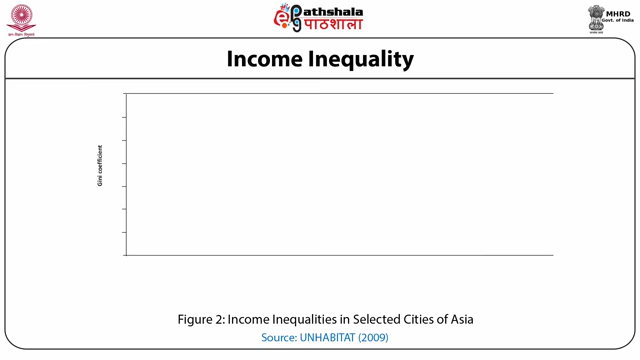 ePathshala
पाठशाला
MHRD
Govt. of India
Income Inequality
Gini coefficient
Figure 2: Income Inequalities in Selected Cities of Asia
Source: UNHABITAT (2009)